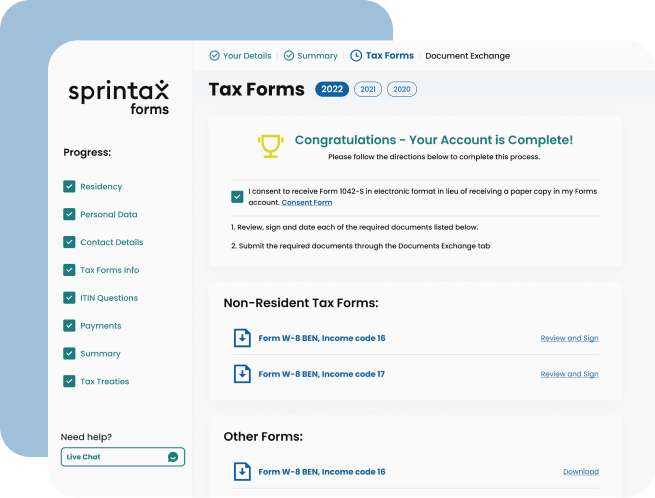 Your Details
Summary
Tax Forms
Document Exchange
sprintax
forms
Tax Forms 2022 2021 2020
Congratulations - Your Account is Complete!
Please follow the directions below to complete this process.
Progress:
Residency
Personal Data
Contact Details
Tax Forms Info
ITIN Questions
Payments
Summary
Tax Treaties
Need help?
Live Chat
I consent to receive Form 1042-S in electronic format in lieu of receiving a paper copy in my Forms
account. Consent Form
1. Review, sign and date each of the required documents listed below.
2. Submit the required documents through the Documents Exchange tab
Non-Resident Tax Forms:
Form W-8 BEN, Income code 16 Review and Sign
Form W-8 BEN, Income code 17 Review and Sign
Other Forms:
Form W-8 BEN, Income code 16 Download